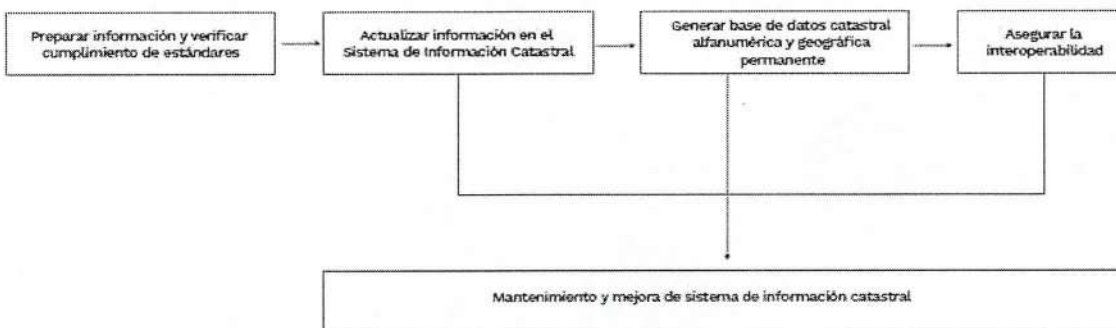 Preparar información y verificar
cumplimiento de estándares
Actualizar información en el
Sistema de Información Catastral
Generar base de datos catastral
alfanumérica y geográfica
permanente
Asegurar la
interoperabilidad
Mantenimiento y mejora de sistema de información catastral